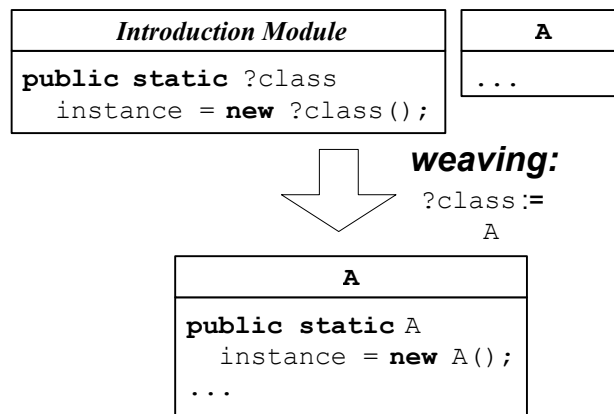 Introduction Module
public static ?class
instance = new ?class();
A
...
weaving:
?class:=
A
A
public static A
instance = new A();
...